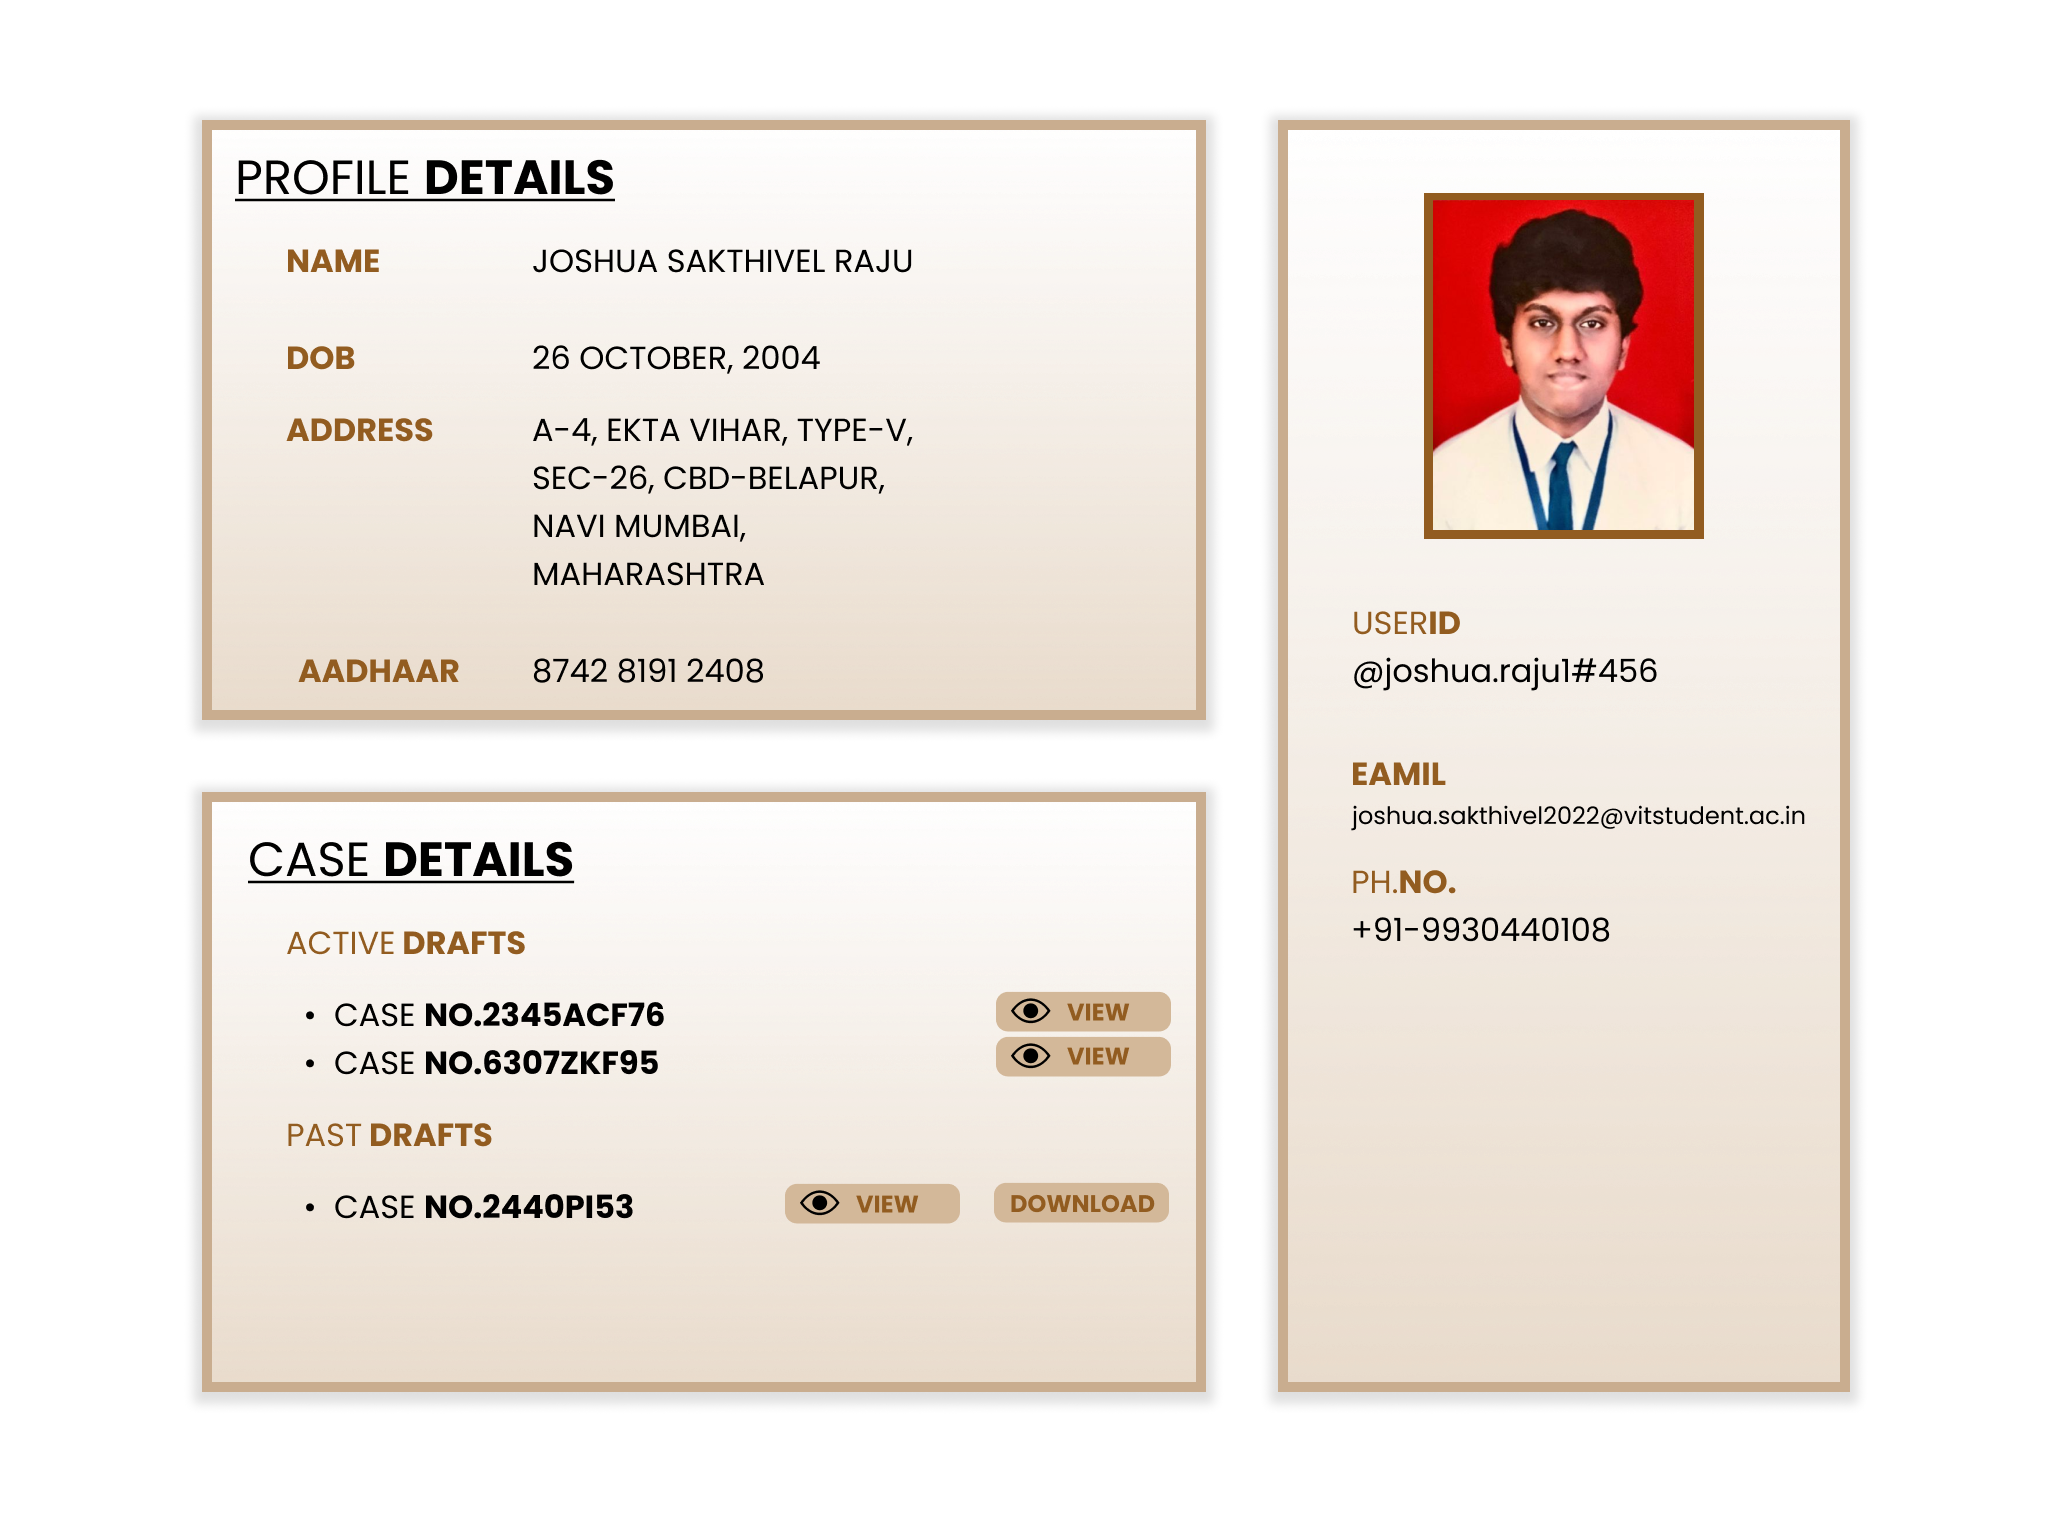 PROFILE DETAILS
NAME JOSHUA SAKTHIVEL RAJU
DOB 26 OCTOBER, 2004
ADDRESS A-4, EKTA VIHAR, TYPE-V,
SEC-26, CBD-BELAPUR,
NAVI MUMBAI,
MAHARASHTRA
AADHAAR 8742 8191 2408
CASE DETAILS
ACTIVE DRAFTS
• CASE NO.2345ACF76 VIEW
• CASE NO.6307ZKF95 VIEW
PAST DRAFTS
• CASE NO.2440PI53 VIEW DOWNLOAD
USERID
@joshua.raju1#456
EAMIL
joshua.sakthivel2022@vitstudent.ac.in
PH.NO.
+91-9930440108